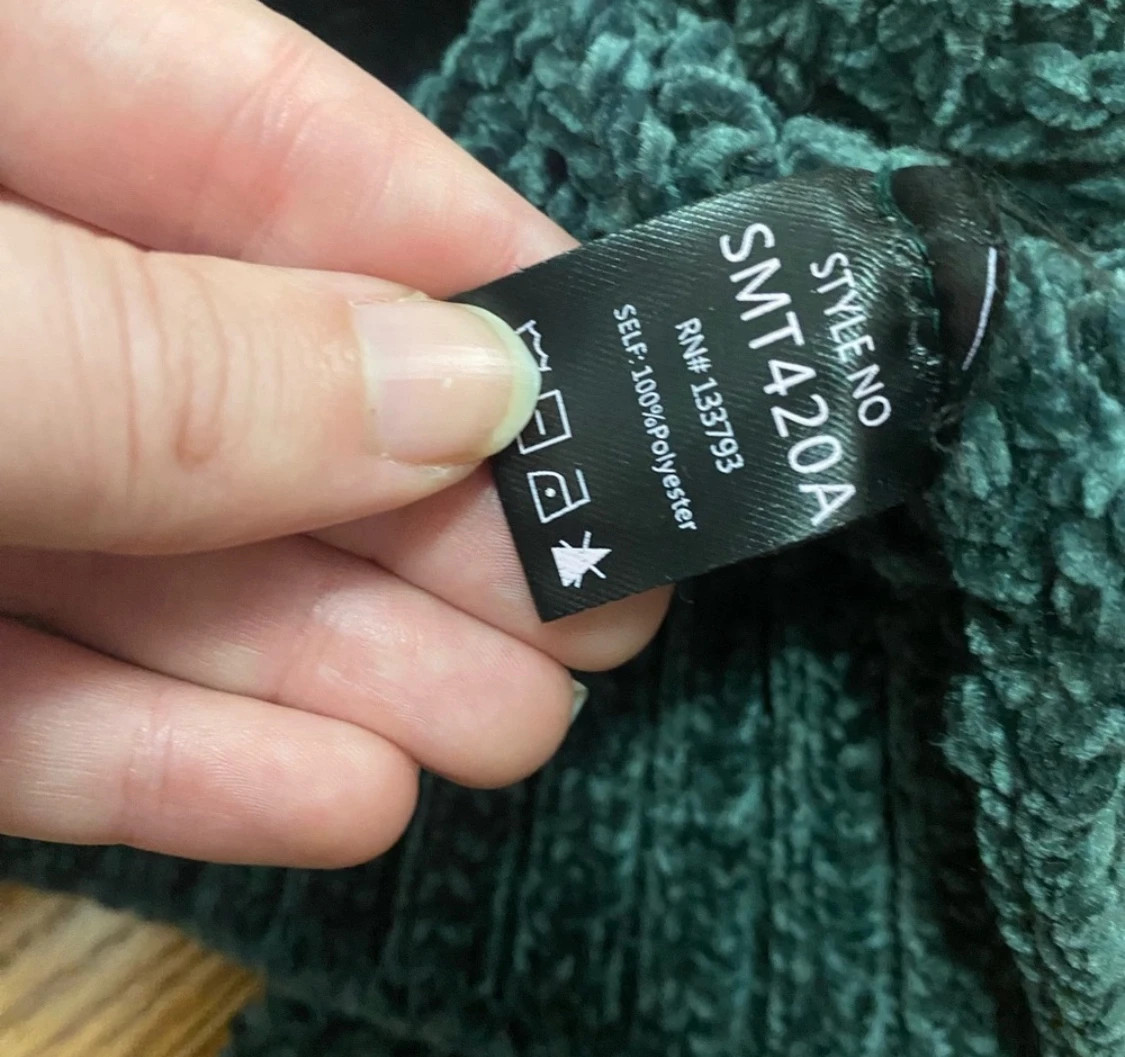 STYLE NO
SMT420A
RN# 133793
SELF: 100%Polyester